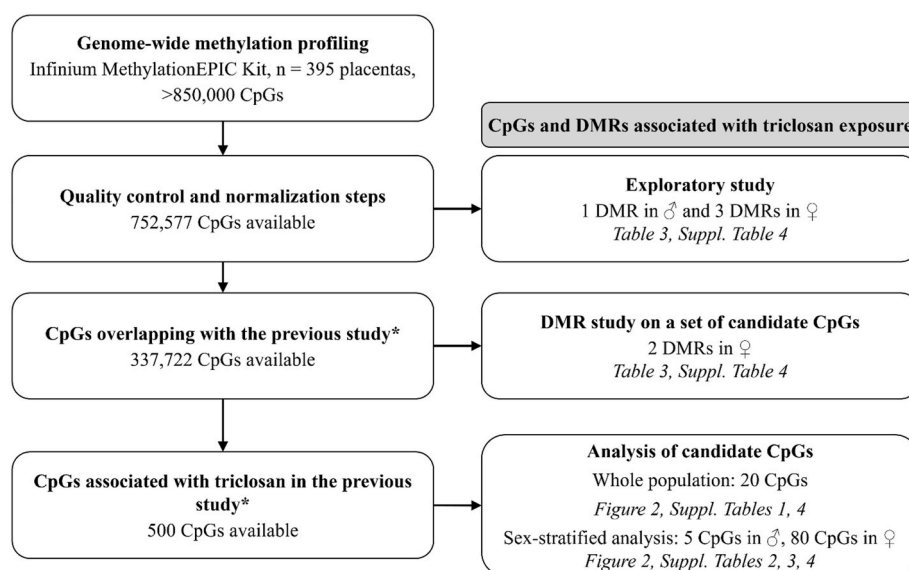 Genome-wide methylation profiling
Infinium MethylationEPIC Kit, n = 395 placentas,
>850,000 CpGs
CpGs and DMRs associated with triclosan exposure
Quality control and normalization steps
752,577 CpGs available
Exploratory study
1 DMR in ♂ and 3 DMRs in ♀
Table 3, Suppl. Table 4
CpGs overlapping with the previous study*
337,722 CpGs available
DMR study on a set of candidate CpGs
2 DMRs in ♀
Table 3, Suppl. Table 4
CpGs associated with triclosan in the previous
study*
500 CpGs available
Analysis of candidate CpGs
Whole population: 20 CpGs
Figure 2, Suppl. Tables 1, 4
Sex-stratified analysis: 5 CpGs in ♂, 80 CpGs in ♀
Figure 2, Suppl. Tables 2, 3, 4